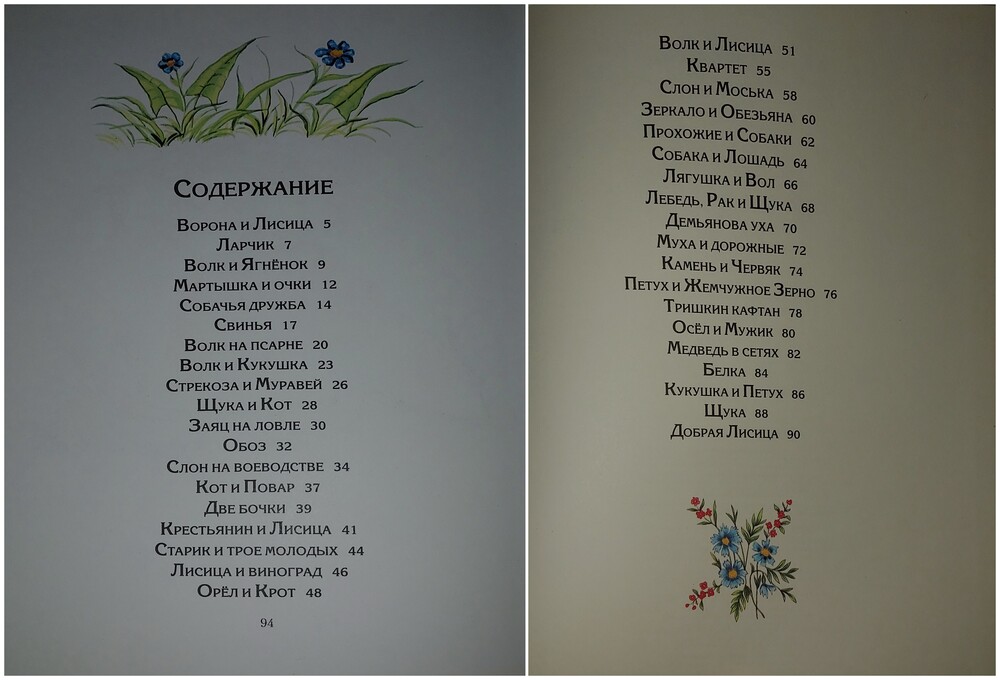 Содержание
Ворона и Лисица 5
Ларчик 7
Волк и Ягнёнок 9
Мартышка и очки 12
Собачья дружба 14
Свинья 17
Волк на псарне 20
Волк и Кукушка 23
Стрекоза и Муравей 26
Щука и Кот 28
Заяц на ловле 30
Обоз 32
Слон на воеводстве 34
Кот и Повар 37
Две бочки 39
Крестьянин и Лисица 41
Старик и трое молодых 44
Лисица и виноград 46
Орёл и Крот 48
94
Волк и Лисица 51
Квартет 55
Слон и Моська 58
Зеркало и Обезьяна 60
Прохожие и Собаки 62
Собака и Лошадь 64
Лягушка и Вол 66
Лебедь, Рак и Щука 68
Демьянова уха 70
Муха и дорожные 72
Камень и Червяк 74
Петух и Жемчужное Зерно 76
Тришкин кафтан 78
Осёл и Мужик 80
Медведь в сетях 82
Белка 84
Кукушка и Петух 86
Щука 88
Добрая Лисица 90